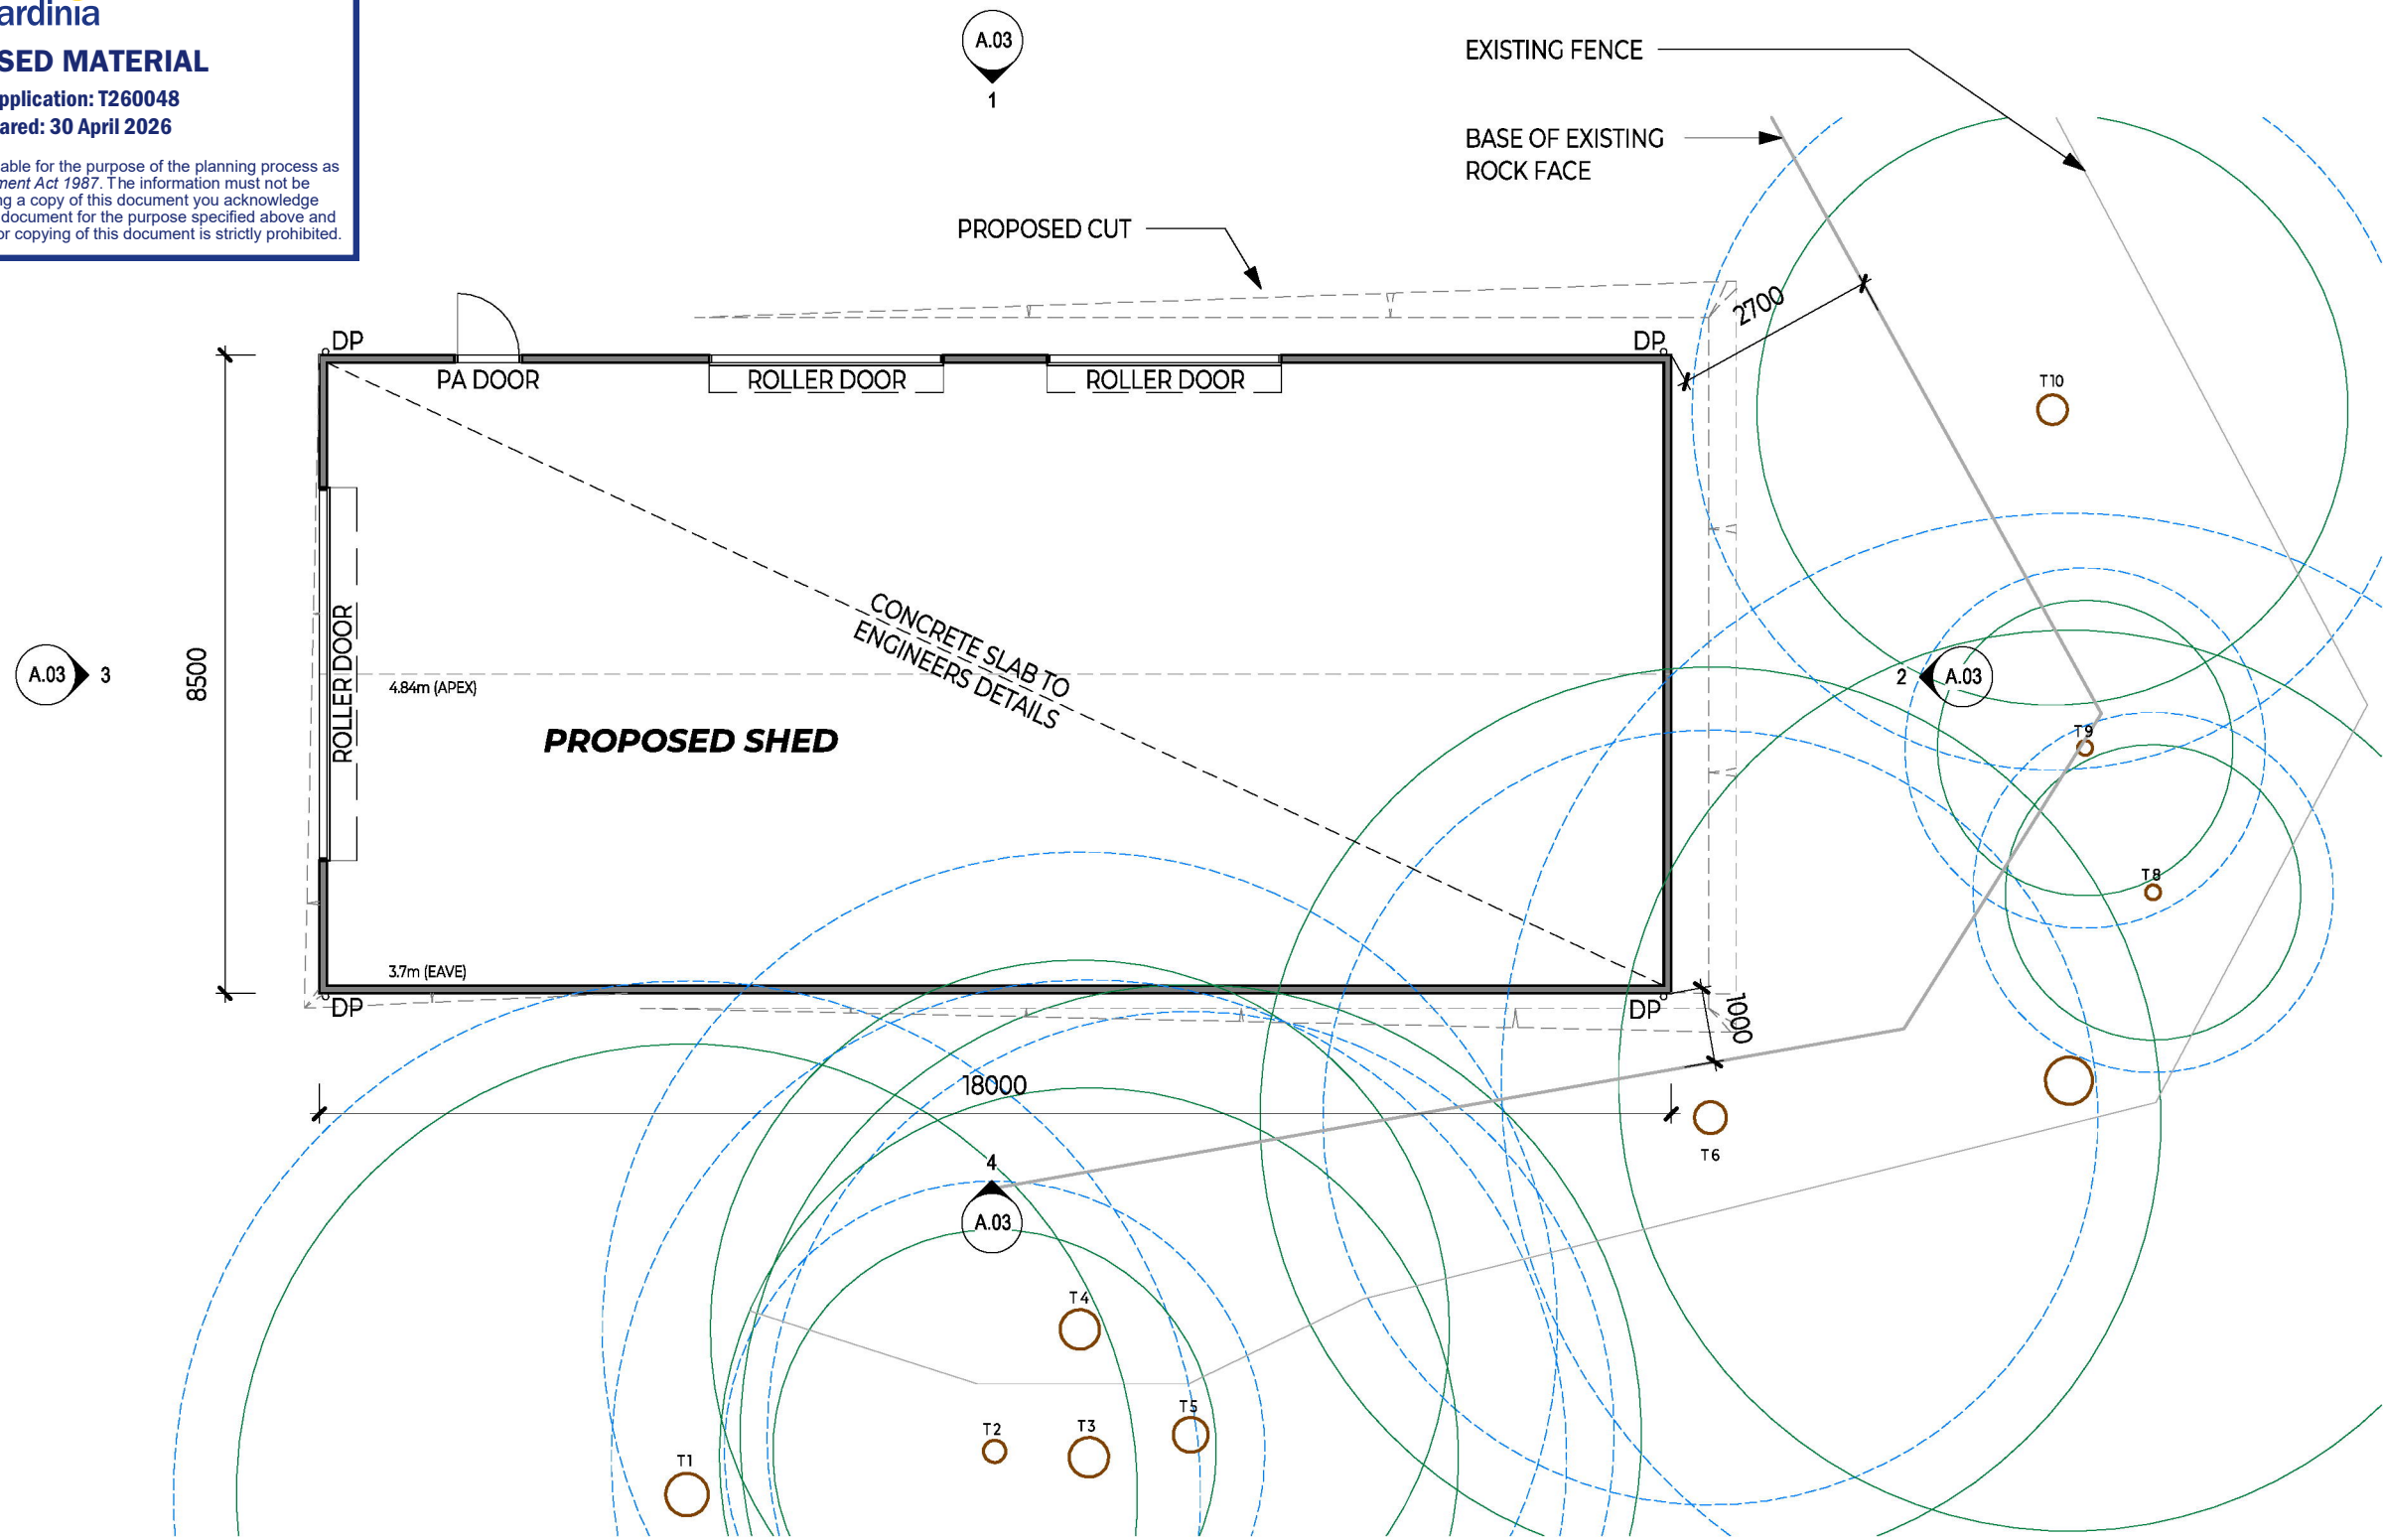 ardinia
SED MATERIAL
pplication: T260048
ared: 30 April 2026
able for the purpose of the planning process as
ment Act 1987. The information must not be
ng a copy of this document you acknowledge
document for the purpose specified above and
or copying of this document is strictly prohibited.
A.03
1
EXISTING FENCE
BASE OF EXISTING
ROCK FACE
PROPOSED CUT
2700
DP
DP
PA DOOR
ROLLER DOOR
ROLLER DOOR
T10
A.03
3
8500
ROLLER DOOR
4.84m (APEX)
CONCRETE SLAB TO
ENGINEERS DETAILS
PROPOSED SHED
2
A.03
T9
T8
3.7m (EAVE)
DP
DP
1000
18000
T6
4
A.03
T4
T5
T2
T3
T1